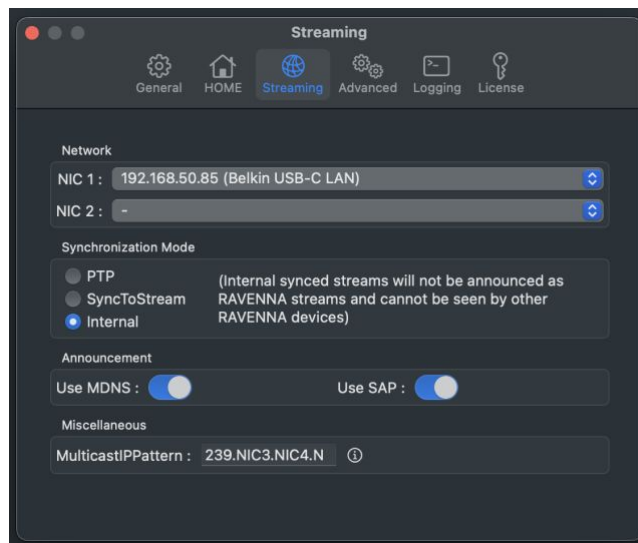 Streaming
General HOME Streaming Advanced Logging License
Network
NIC 1 : 192.168.50.85 (Belkin USB-C LAN)
NIC 2 : -
Synchronization Mode
PTP
SyncToStream
Internal
(Internal synced streams will not be announced as
RAVENNA streams and cannot be seen by other
RAVENNA devices)
Announcement
Use MDNS : Use SAP :
Miscellaneous
MulticastIPPattern : 239.NIC3.NIC4.N